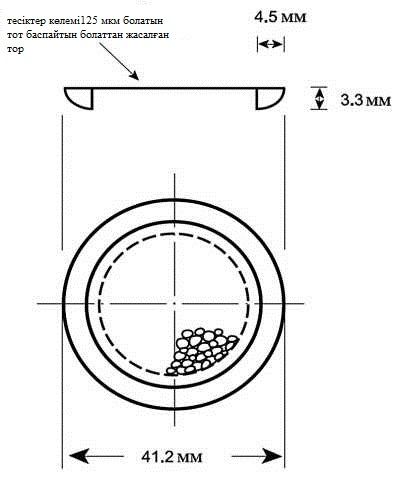 тесіктер көлемі125 мкм болатын
тот баспайтын болаттан жасалған
тор
4.5 мм
3.3 мм
41.2 мм